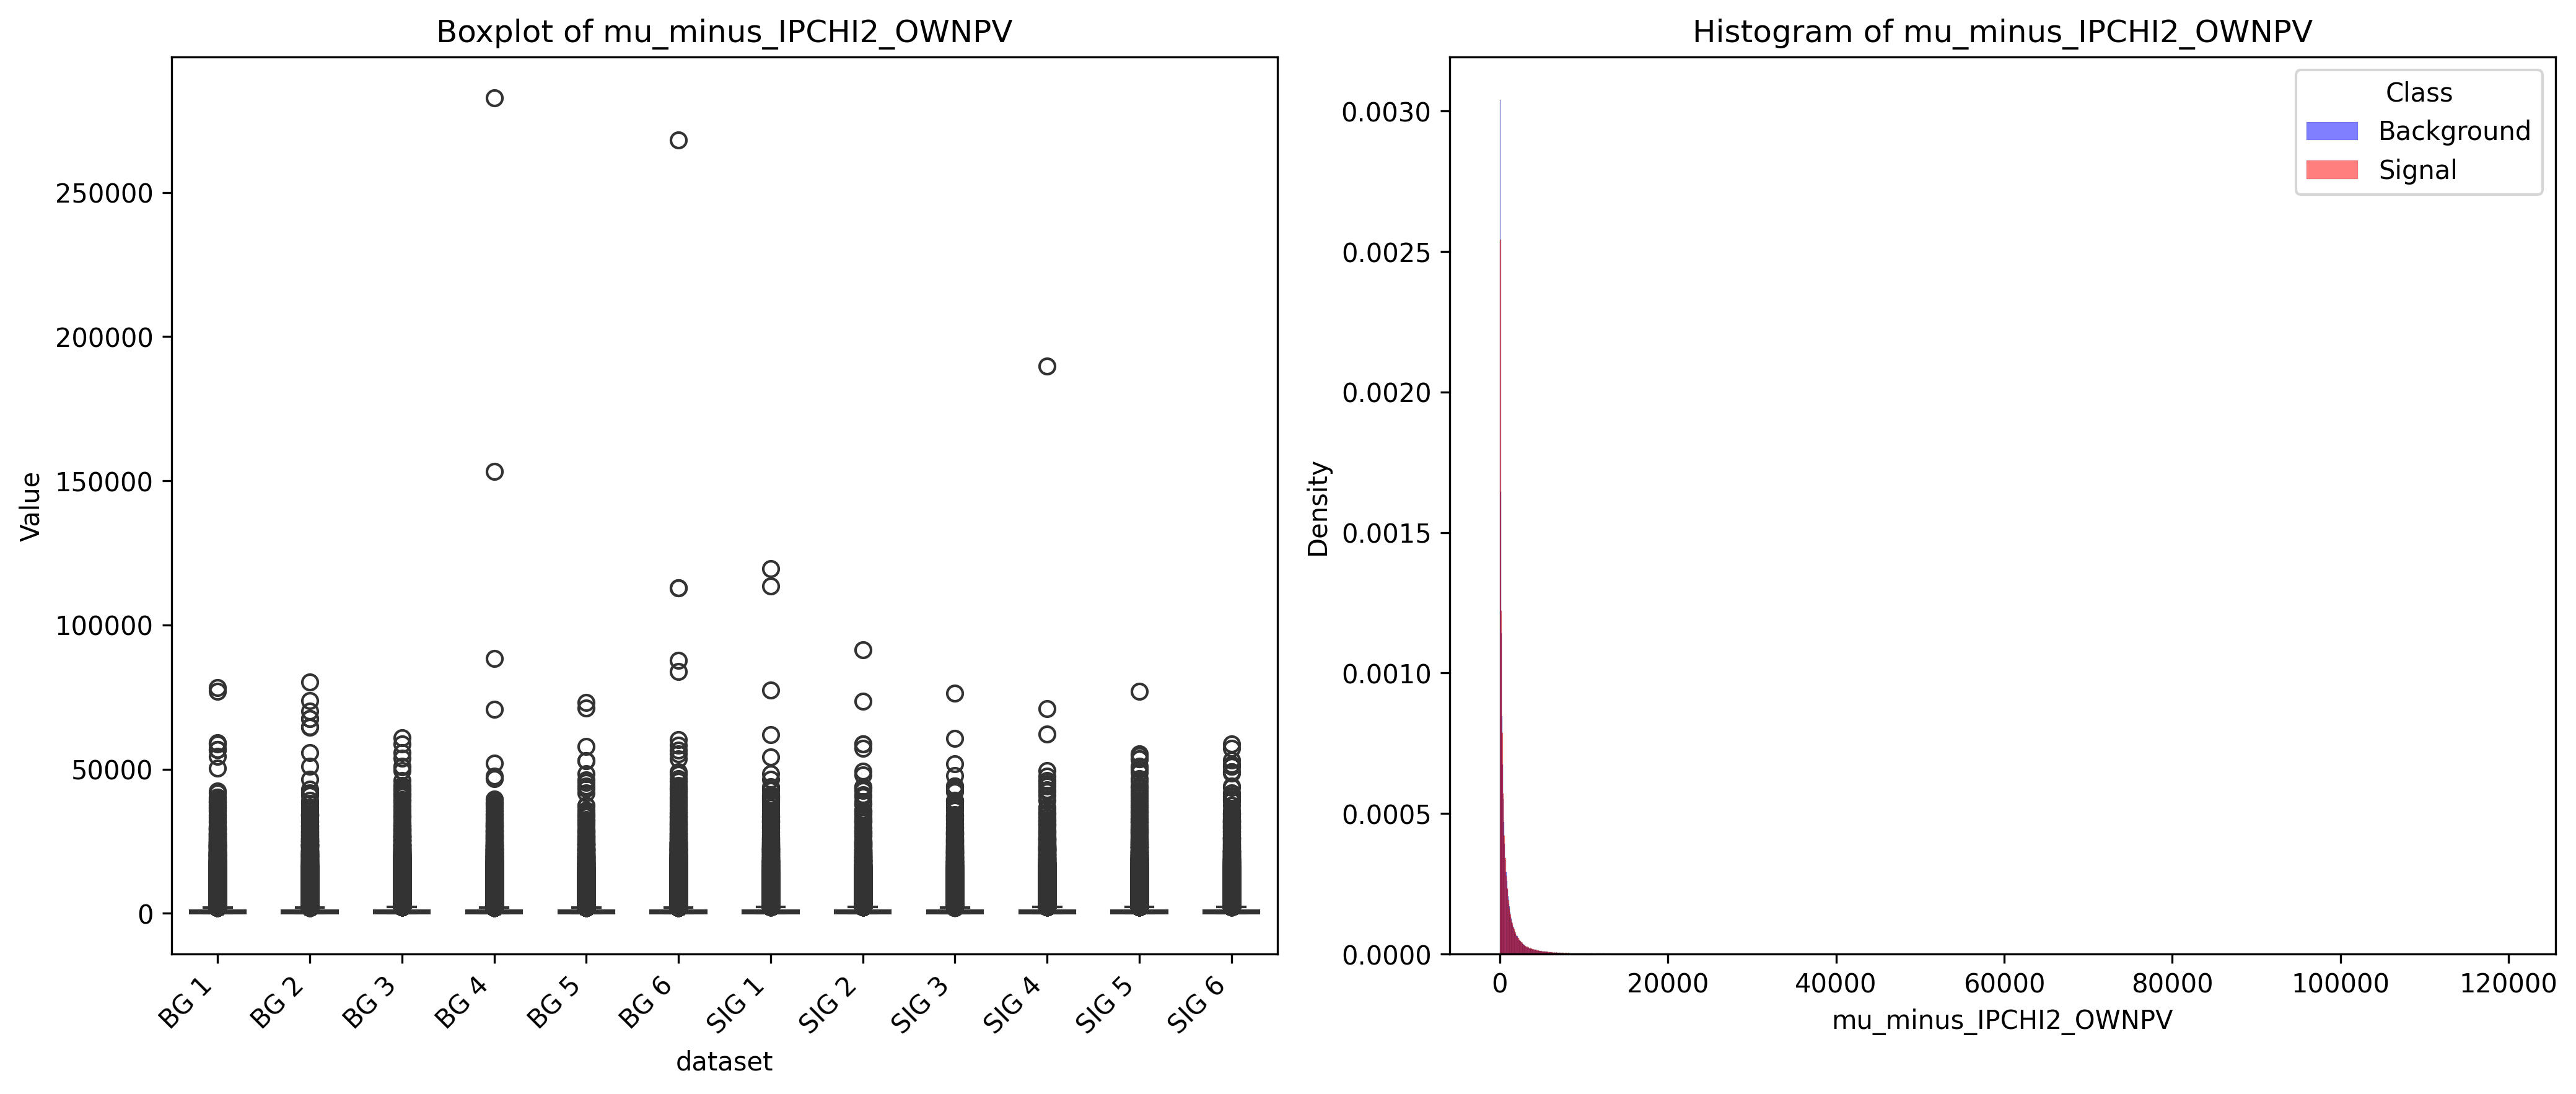 Boxplot of mu_minus_IPCHI2_OWNPV
Value
250000
200000
150000
100000
50000
0
BG 1
BG 2
BG 3
BG 4
BG 5
BG 6
SIG 1
SIG 2
SIG 3
SIG 4
SIG 5
SIG 6
dataset
Histogram of mu_minus_IPCHI2_OWNPV
Class
Background
Signal
Density
0.0030
0.0025
0.0020
0.0015
0.0010
0.0005
0.0000
0
20000
40000
60000
80000
100000
120000
mu_minus_IPCHI2_OWNPV